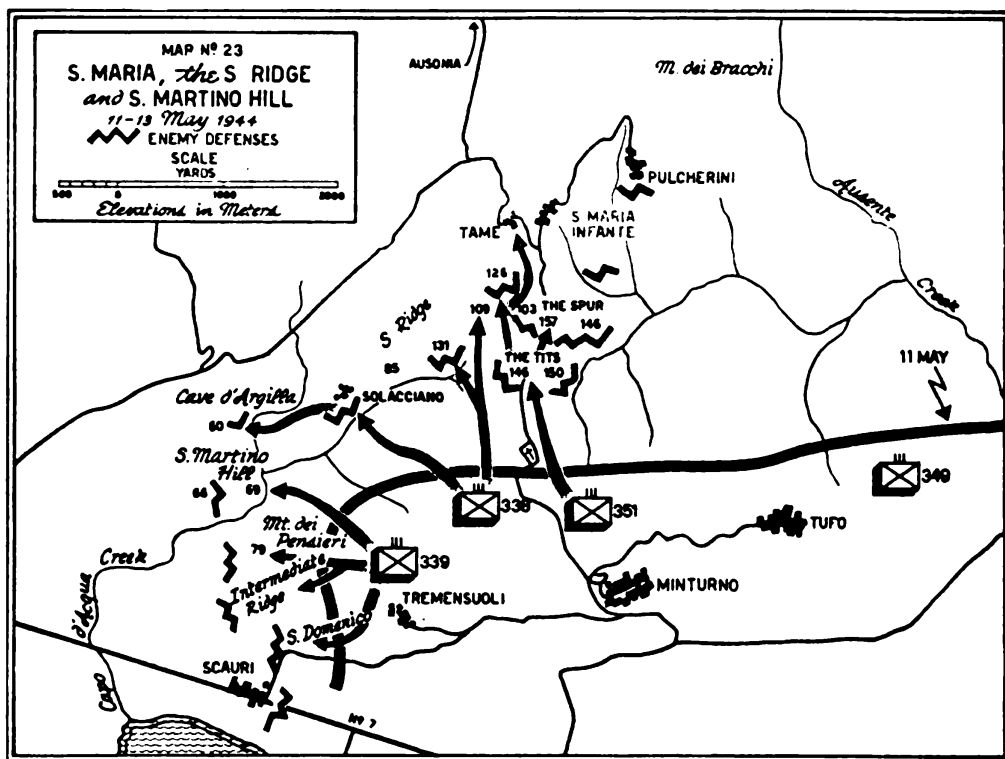 MAP Nº 23
S. MARIA, the S RIDGE
and S. MARTINO HILL
11-13 May 1944
ENEMY DEFENSES
SCALE
YARDS
500 0 1000 2000
Elevations in Meters
AUSONIA
M. dei Bracchi
PULCHERINI
Ausente
Creek
S. MARIA
INFANTE
TAME
126
109
103
THE SPUR
157
146
S Ridge
131
85
THE TITS
146
150
11 MAY
Cave d'Argilla
SOLACCIANO
60
S. Martino
Hill
64
69
338
351
349
TUFO
Mt. dei
Pensieri
79
339
Creek
Intermediate
Ridge
MINTURNO
TREMENSUOLI
d'Acqua
S. Domenico
SCAURI
Capo
Nº 7